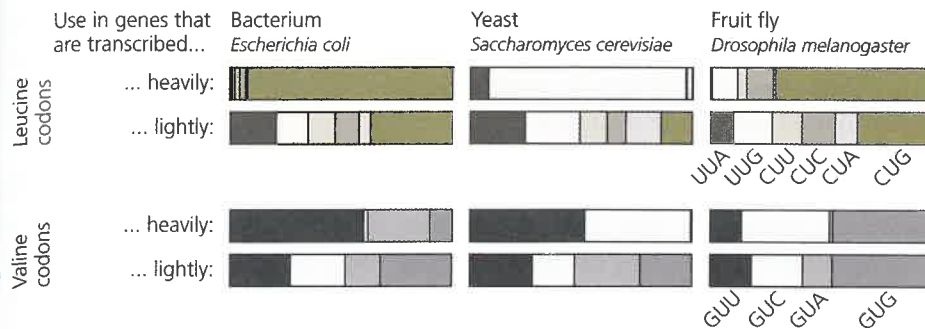 Use in genes that
are transcribed...
Bacterium
Escherichia coli
Yeast
Saccharomyces cerevisiae
Fruit fly
Drosophila melanogaster
Leucine
codons
... heavily:
... lightly:
UUA
UUG
CUU
CUC
CUA
CUG
Valine
codons
... heavily:
... lightly:
GUU
GUC
GUA
GUG